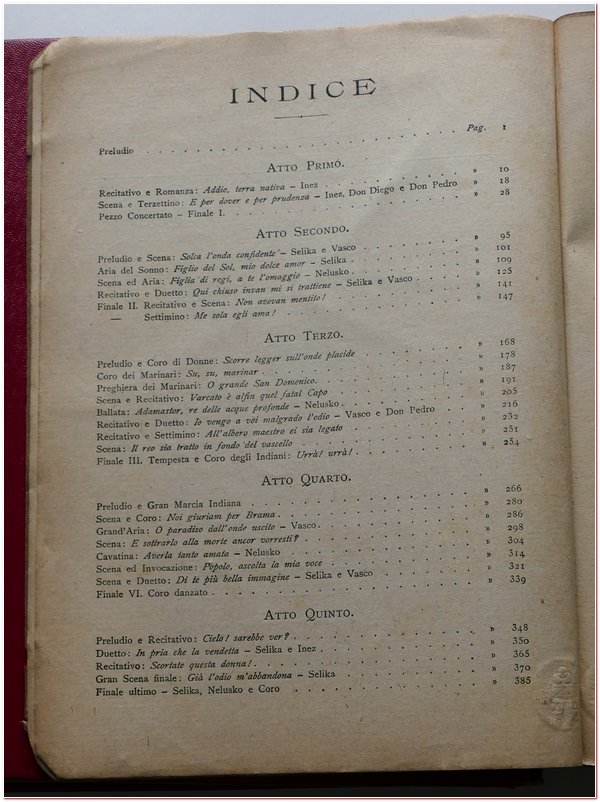 INDICE
Preludio . . . . . Pag. 1
ATTO PRIMO.
Recitativo e Romanza: Addio, terra nativa – Inez . . . . . » 10
Scena e Terzettino: E per dover e per prudenza – Inez, Don Diego e Don Pedro » 18
Pezzo Concertato – Finale I. . . . . . » 28
ATTO SECONDO.
Preludio e Scena: Solca l'onda confidente – Selika e Vasco . . . . . » 95
Aria del Sonno: Figlio del Sol, mio dolce amor – Selika . . . . . » 101
Scena ed Aria: Figlia di regi, a te l'omaggio – Nelusko . . . . . » 109
Recitativo e Duetto: Qui chiuso invan mi si trattiene – Selika e Vasco . . . . . » 125
Finale II. Recitativo e Scena: Non avevan mentito! . . . . . » 141
— Settimino: Me sola egli ama! . . . . . » 147
ATTO TERZO.
Preludio e Coro di Donne: Scorre legger sull'onde placide . . . . . » 168
Coro dei Marinari: Su, su, marinar . . . . . » 178
Preghiera dei Marinari: O grande San Domenico. . . . . . » 187
Scena e Recitativo: Varcato è alfin quel fatal Capo . . . . . » 191
Ballata: Adamastor, re delle acque profonde – Nelusko . . . . . » 205
Recitativo e Duetto: Io vengo a voi malgrado l'odio – Vasco e Don Pedro . . . . . » 216
Recitativo e Settimino: All'albero maestro ei sia legato . . . . . » 232
Scena: Il reo sia tratto in fondo del vascello . . . . . » 251
Finale III. Tempesta e Coro degli Indiani: Urrà! urrà! . . . . . » 254
ATTO QUARTO.
Preludio e Gran Marcia Indiana . . . . . » 266
Scena e Coro: Noi giuriam per Brama . . . . . » 280
Grand'Aria: O paradiso dall'onde uscito – Vasco . . . . . » 286
Scena: E sottrarlo alla morte ancor vorresti? . . . . . » 298
Cavatina: Averla tanto amata – Nelusko . . . . . » 304
Scena ed Invocazione: Popolo, ascolta la mia voce . . . . . » 314
Scena e Duetto: Di te più bella immagine – Selika e Vasco . . . . . » 321
Finale VI. Coro danzato . . . . . » 339
ATTO QUINTO.
Preludio e Recitativo: Cielo! sarebbe ver? . . . . . » 348
Duetto: In pria che la vendetta – Selika e Inez . . . . . » 350
Recitativo: Scortate questa donna! . . . . . » 365
Gran Scena finale: Già l'odio m'abbandona – Selika . . . . . » 370
Finale ultimo – Selika, Nelusko e Coro . . . . . » 385